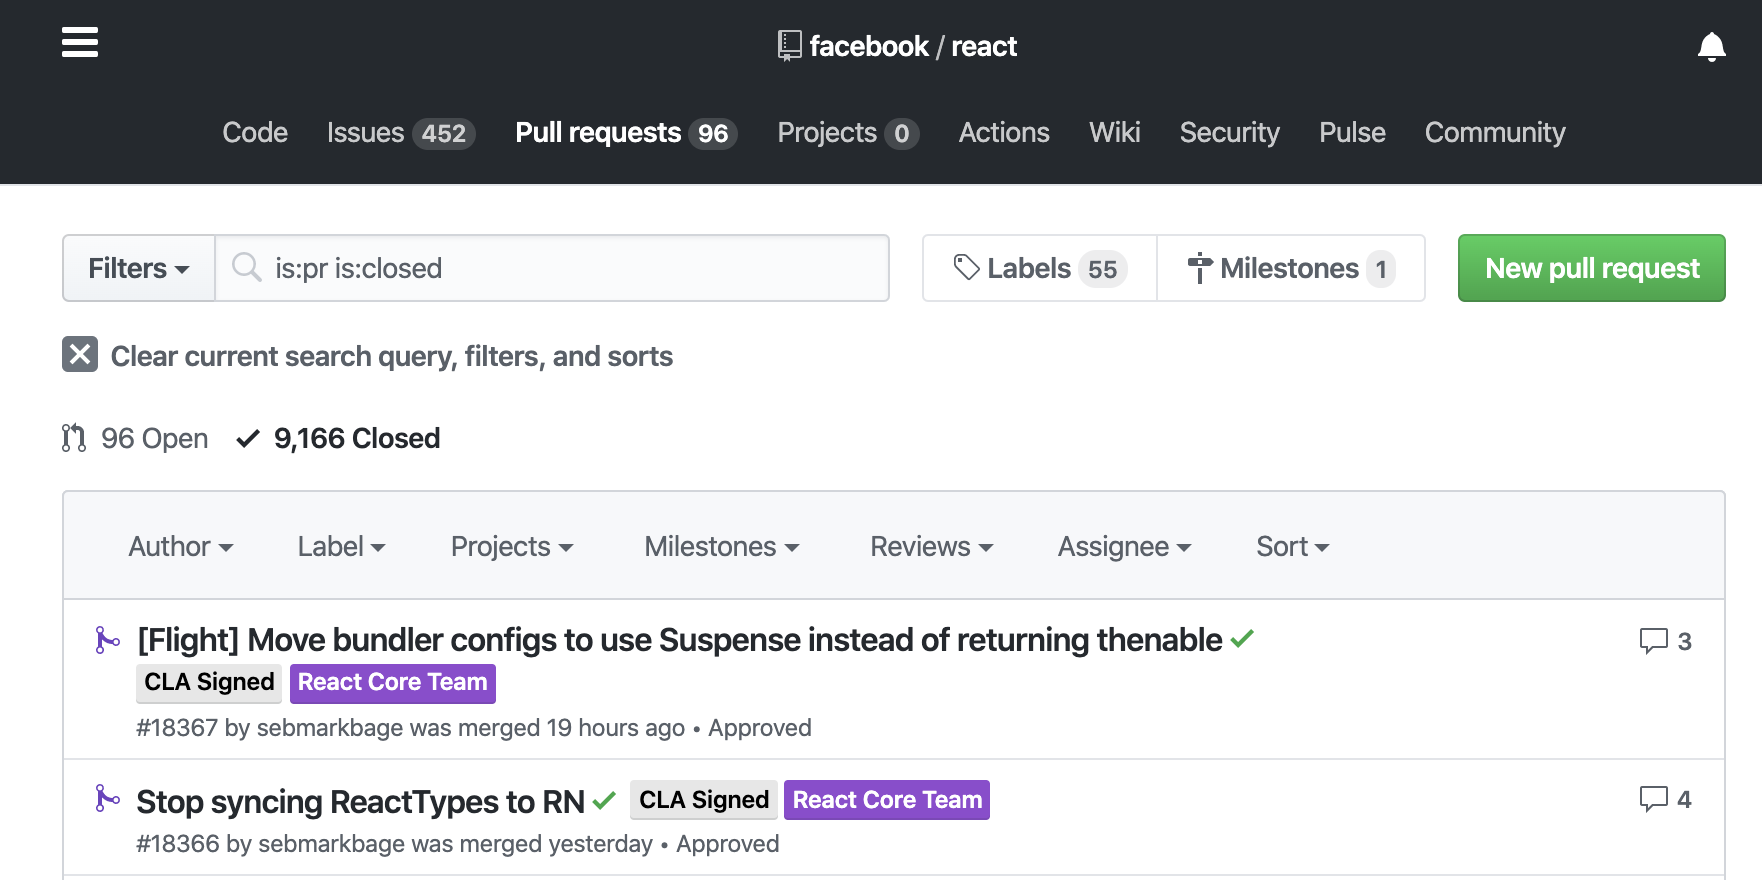 facebook / react
Code Issues 452 Pull requests 96 Projects 0 Actions Wiki Security Pulse Community
Filters is:pr is:closed Labels 55 Milestones 1 New pull request
Clear current search query, filters, and sorts
96 Open 9,166 Closed
Author Label Projects Milestones Reviews Assignee Sort
[Flight] Move bundler configs to use Suspense instead of returning thenable 3
CLA Signed React Core Team
#18367 by sebmarkbage was merged 19 hours ago • Approved
Stop syncing ReactTypes to RN CLA Signed React Core Team 4
#18366 by sebmarkbage was merged yesterday • Approved